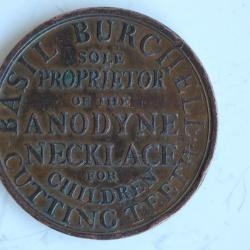 BASIL BURCHELL
SOLE
PROPRIETOR
OF THE
ANODYNE
NECKLACE
FOR
CHILDREN
CUTTING TEETH